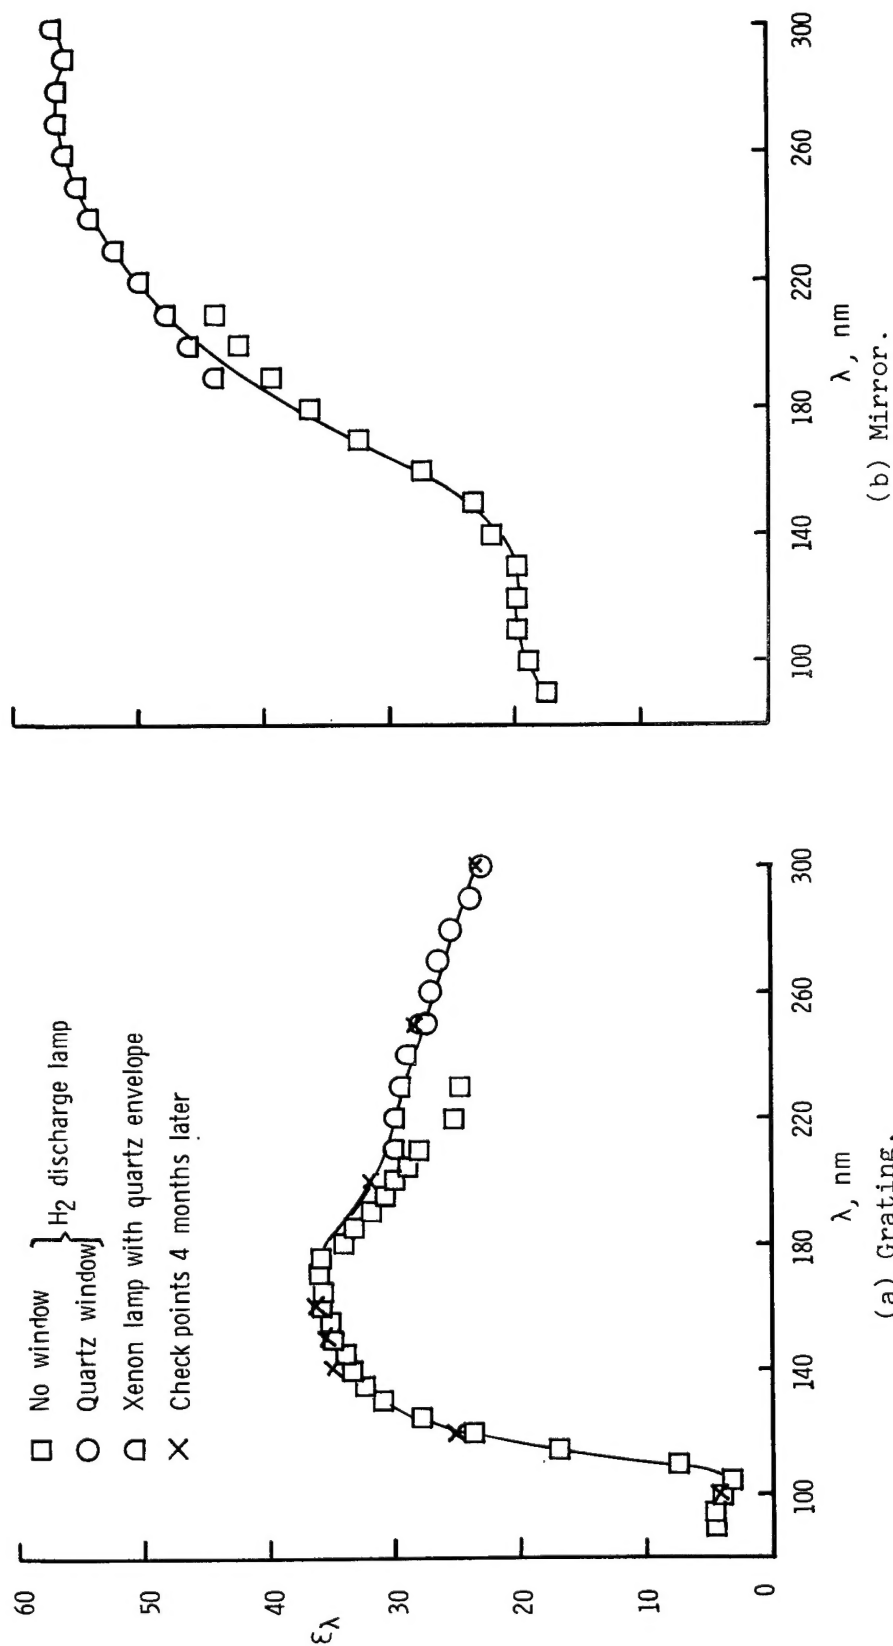 No window
Quartz window
H2 discharge lamp
Xenon lamp with quartz envelope
Check points 4 months later
60
50
40
30
20
10
0
ελ
100
140
180
220
260
300
λ, nm
(a) Grating.
100
140
180
220
260
300
λ, nm
(b) Mirror.